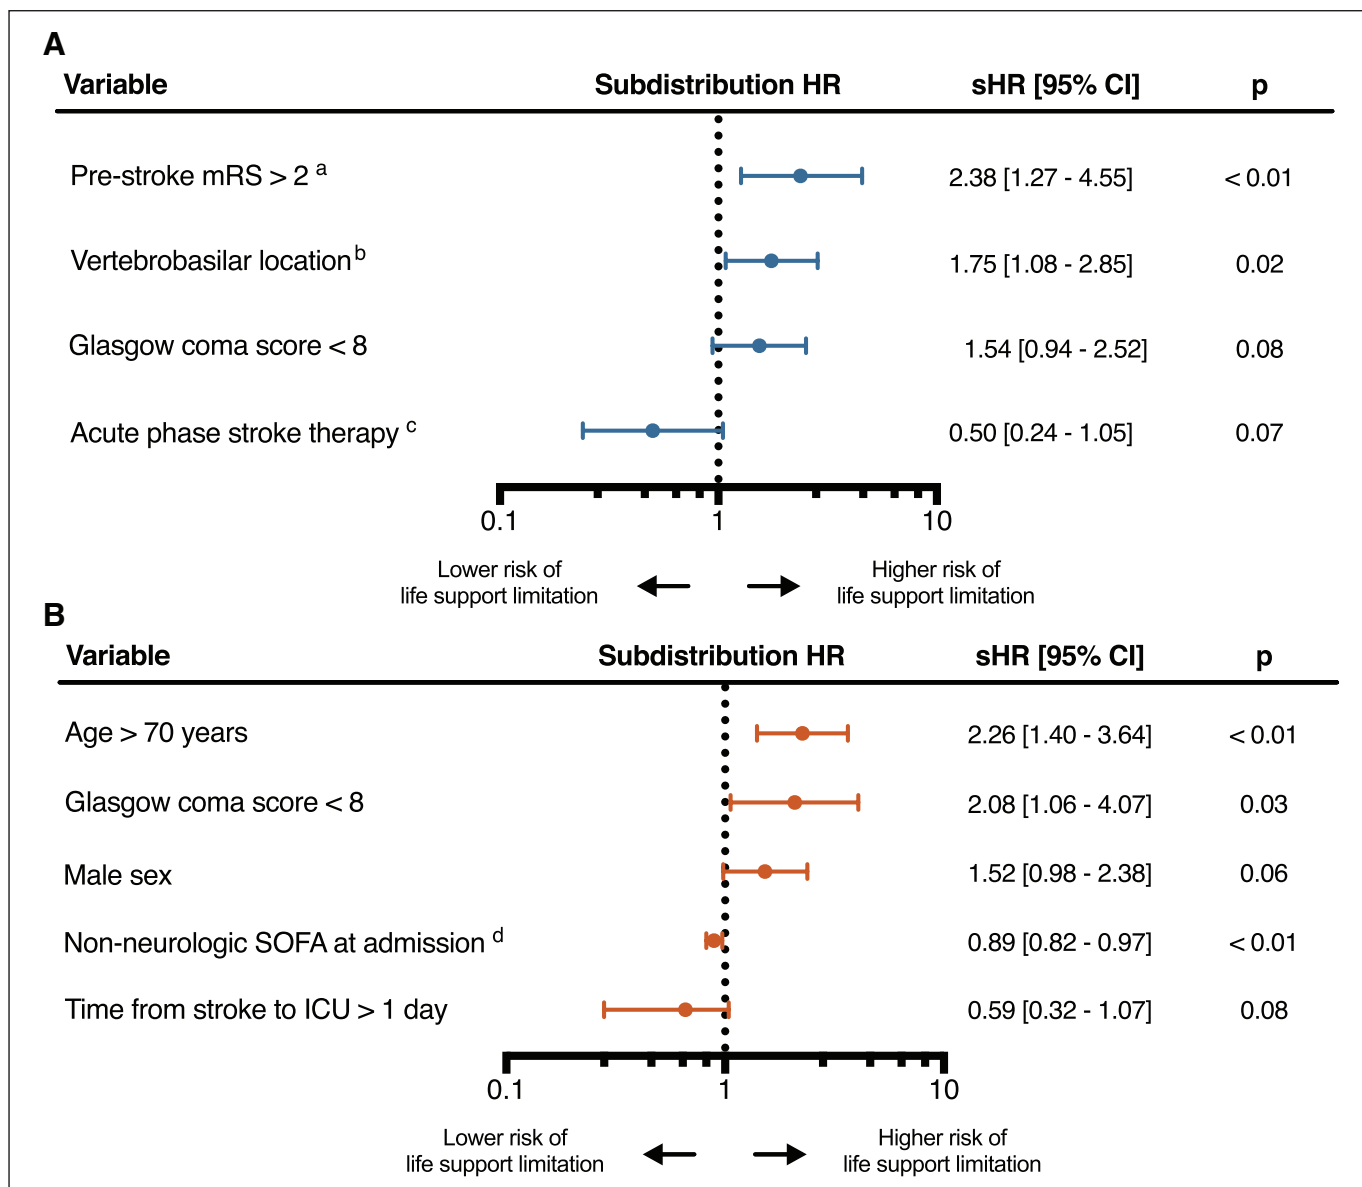 A
Variable Subdistribution HR sHR [95% CI] p
Pre-stroke mRS > 2 a 2.38 [1.27 - 4.55] < 0.01
Vertebrobasilar location b 1.75 [1.08 - 2.85] 0.02
Glasgow coma score < 8 1.54 [0.94 - 2.52] 0.08
Acute phase stroke therapy c 0.50 [0.24 - 1.05] 0.07
0.1 1 10
Lower risk of Higher risk of
life support limitation life support limitation
B
Variable Subdistribution HR sHR [95% CI] p
Age > 70 years 2.26 [1.40 - 3.64] < 0.01
Glasgow coma score < 8 2.08 [1.06 - 4.07] 0.03
Male sex 1.52 [0.98 - 2.38] 0.06
Non-neurologic SOFA at admission d 0.89 [0.82 - 0.97] < 0.01
Time from stroke to ICU > 1 day 0.59 [0.32 - 1.07] 0.08
0.1 1 10
Lower risk of Higher risk of
life support limitation life support limitation